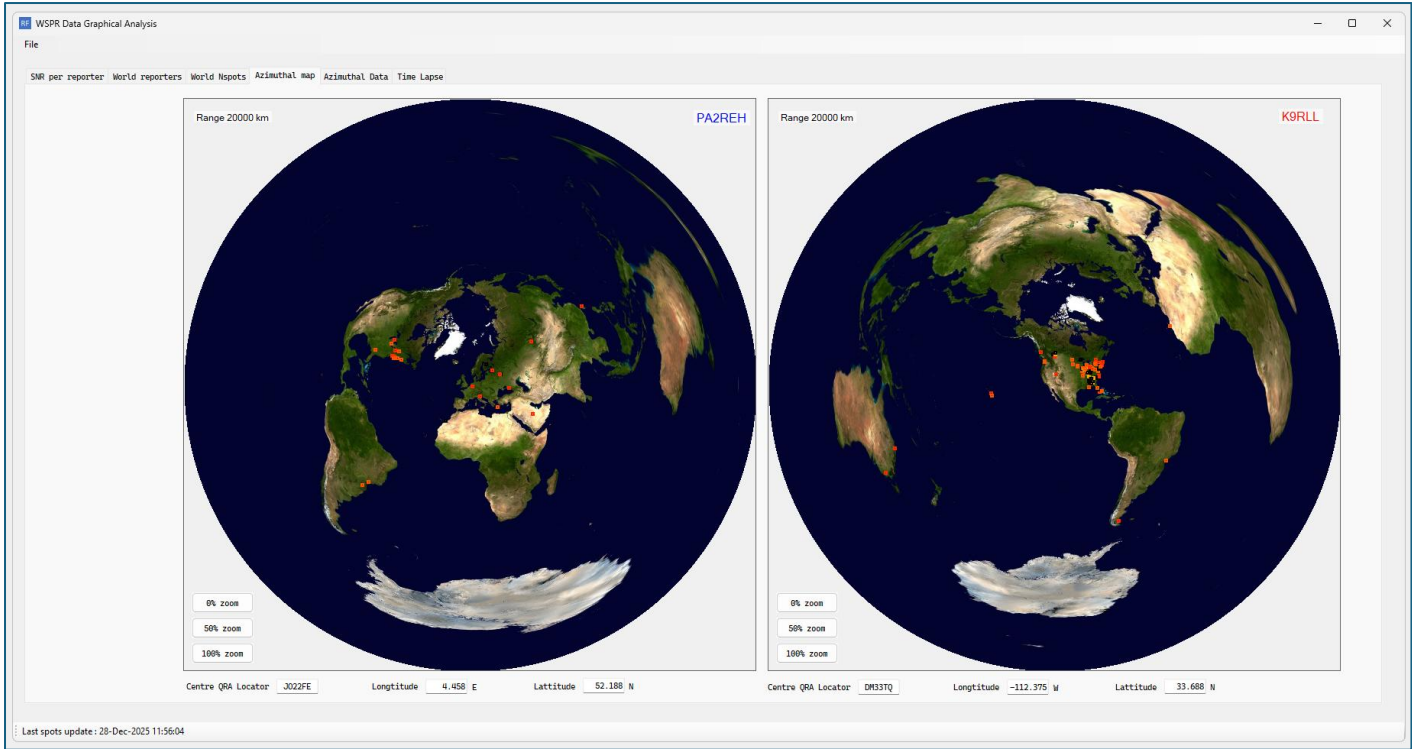 RF WSPR Data Graphical Analysis
File
SNR per reporter World reporters World Nspots Azimuthal map Azimuthal Data Time Lapse
Range 20000 km
PA2REH
0% zoom
50% zoom
100% zoom
Centre QRA Locator JO22FE Longtitude 4.458 E Lattitude 52.188 N
Range 20000 km
K9RLL
0% zoom
50% zoom
100% zoom
Centre QRA Locator DM33TQ Longtitude -112.375 W Lattitude 33.688 N
Last spots update : 28-Dec-2025 11:56:04